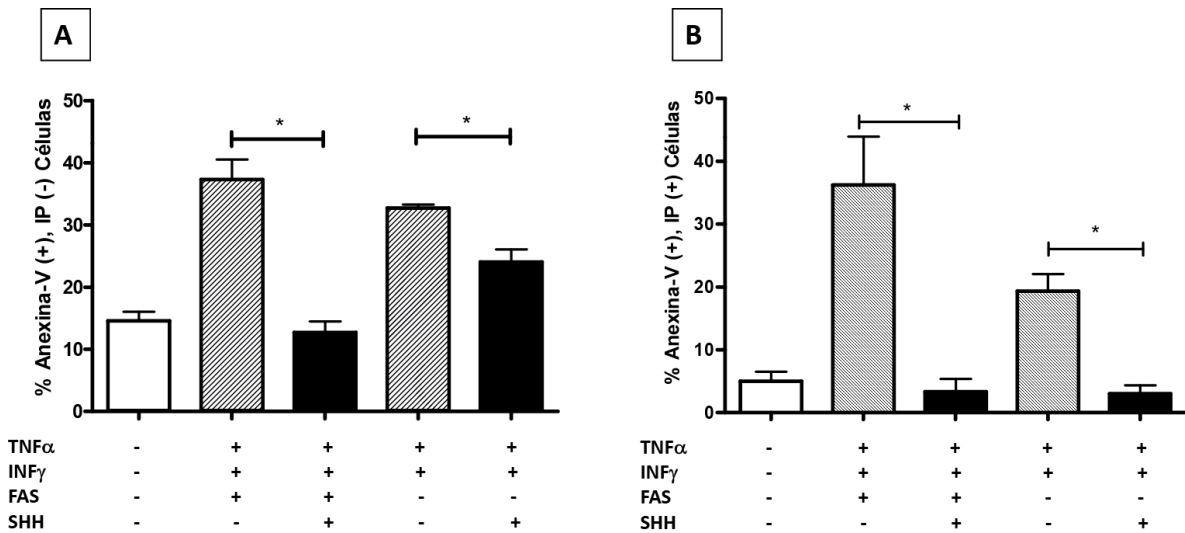 A
% Anexina-V (+), IP (-) Células
50
40
30
20
10
0
*
*
TNFα - + + + +
INFγ - + + + +
FAS - + + - -
SHH - - + - +
B
% Anexina-V (+), IP (+) Células
50
40
30
20
10
0
*
*
TNFα - + + + +
INFγ - + + + +
FAS - + + - -
SHH - - + - +